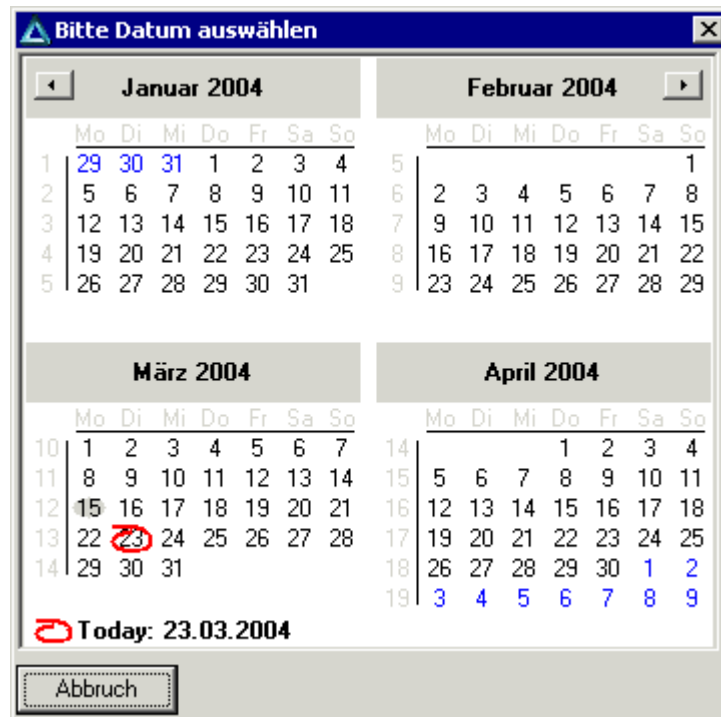 Bitte Datum auswählen
Januar 2004
Mo Di Mi Do Fr Sa So
1 29 30 31 1 2 3 4
2 5 6 7 8 9 10 11
3 12 13 14 15 16 17 18
4 19 20 21 22 23 24 25
5 26 27 28 29 30 31
Februar 2004
Mo Di Mi Do Fr Sa So
5 1
6 2 3 4 5 6 7 8
7 9 10 11 12 13 14 15
8 16 17 18 19 20 21 22
9 23 24 25 26 27 28 29
März 2004
Mo Di Mi Do Fr Sa So
10 1 2 3 4 5 6 7
11 8 9 10 11 12 13 14
12 15 16 17 18 19 20 21
13 22 23 24 25 26 27 28
14 29 30 31
April 2004
Mo Di Mi Do Fr Sa So
14 1 2 3 4
15 5 6 7 8 9 10 11
16 12 13 14 15 16 17 18
17 19 20 21 22 23 24 25
18 26 27 28 29 30 1 2
19 3 4 5 6 7 8 9
Today: 23.03.2004
Abbruch